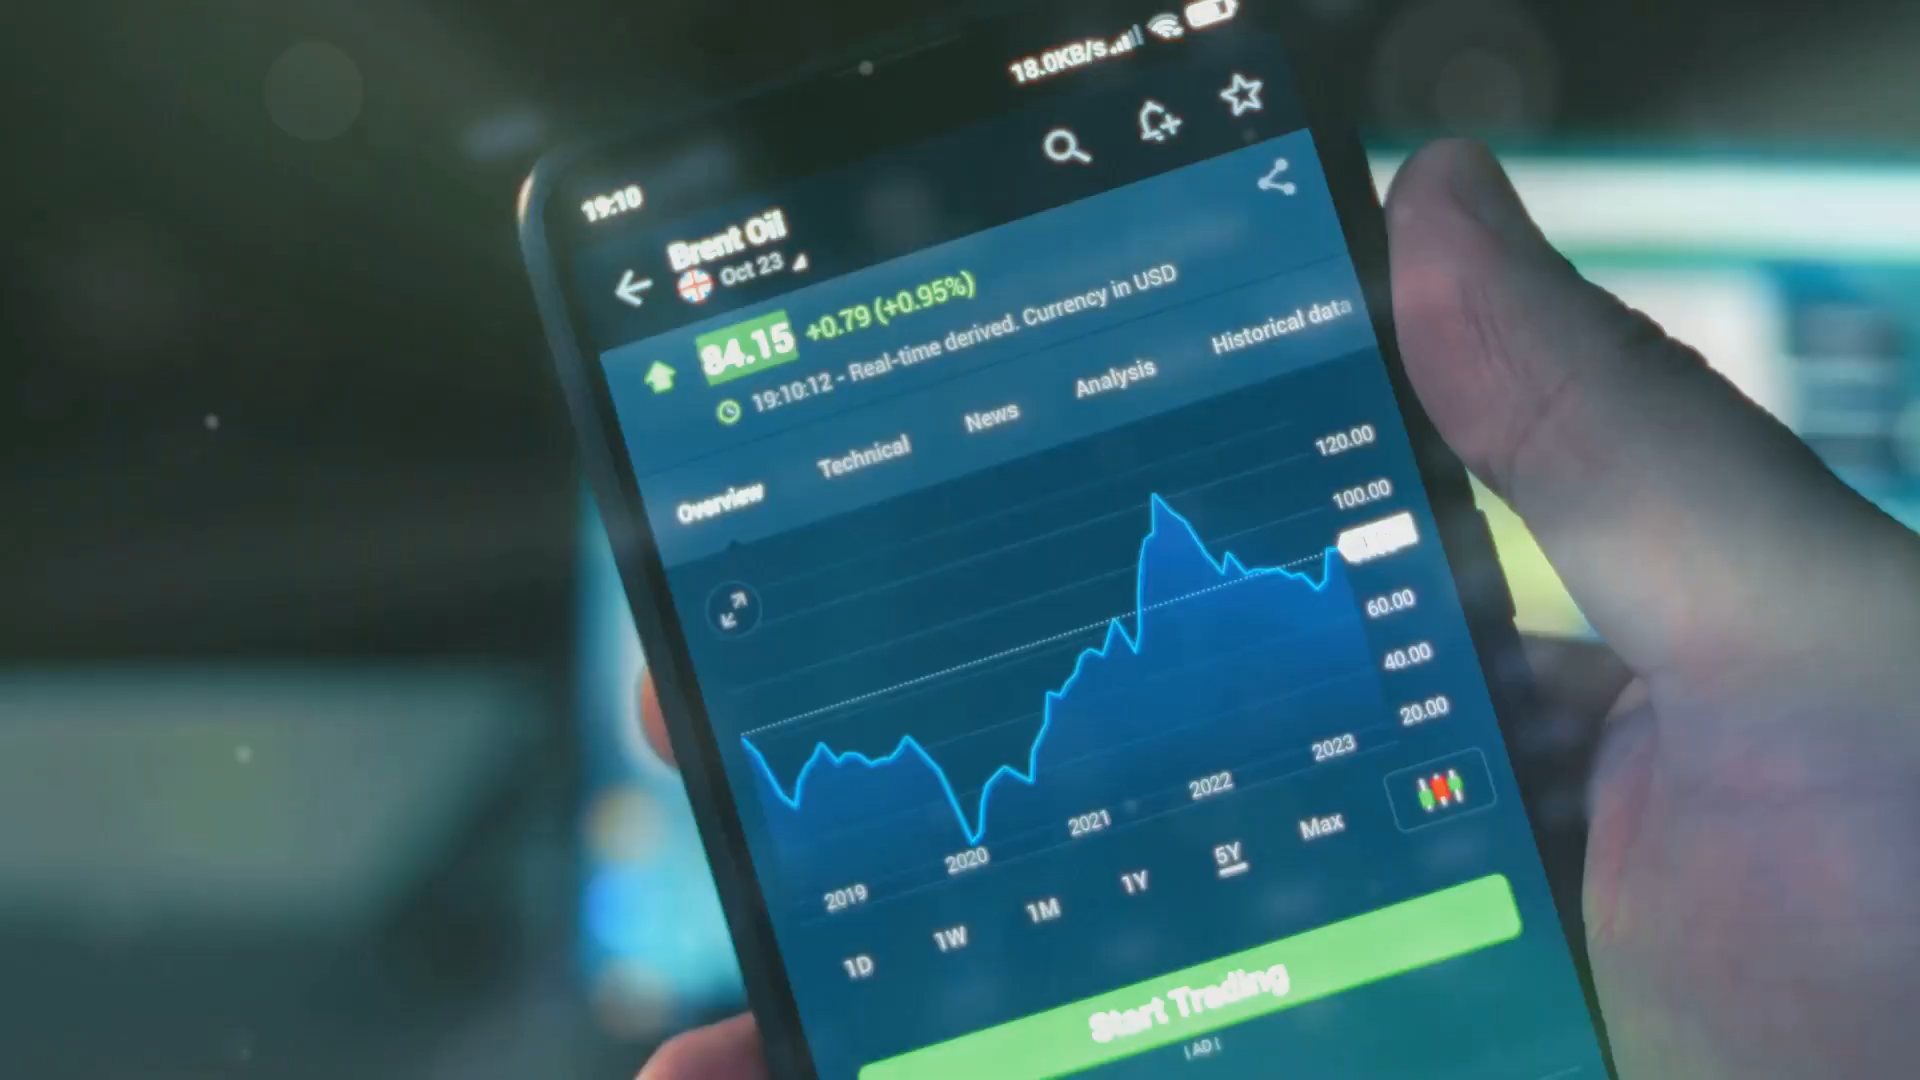 18.0KB/s
19:10
Brent Oil
Oct 23
84.15 +0.79 (+0.95%)
19:10:12 - Real-time derived. Currency in USD
Overview Technical News Analysis Historical data
120.00
100.00
60.00
40.00
20.00
2019 2020 2021 2022 2023
1D 1W 1M 1Y 5Y Max
Start Trading
| AD |